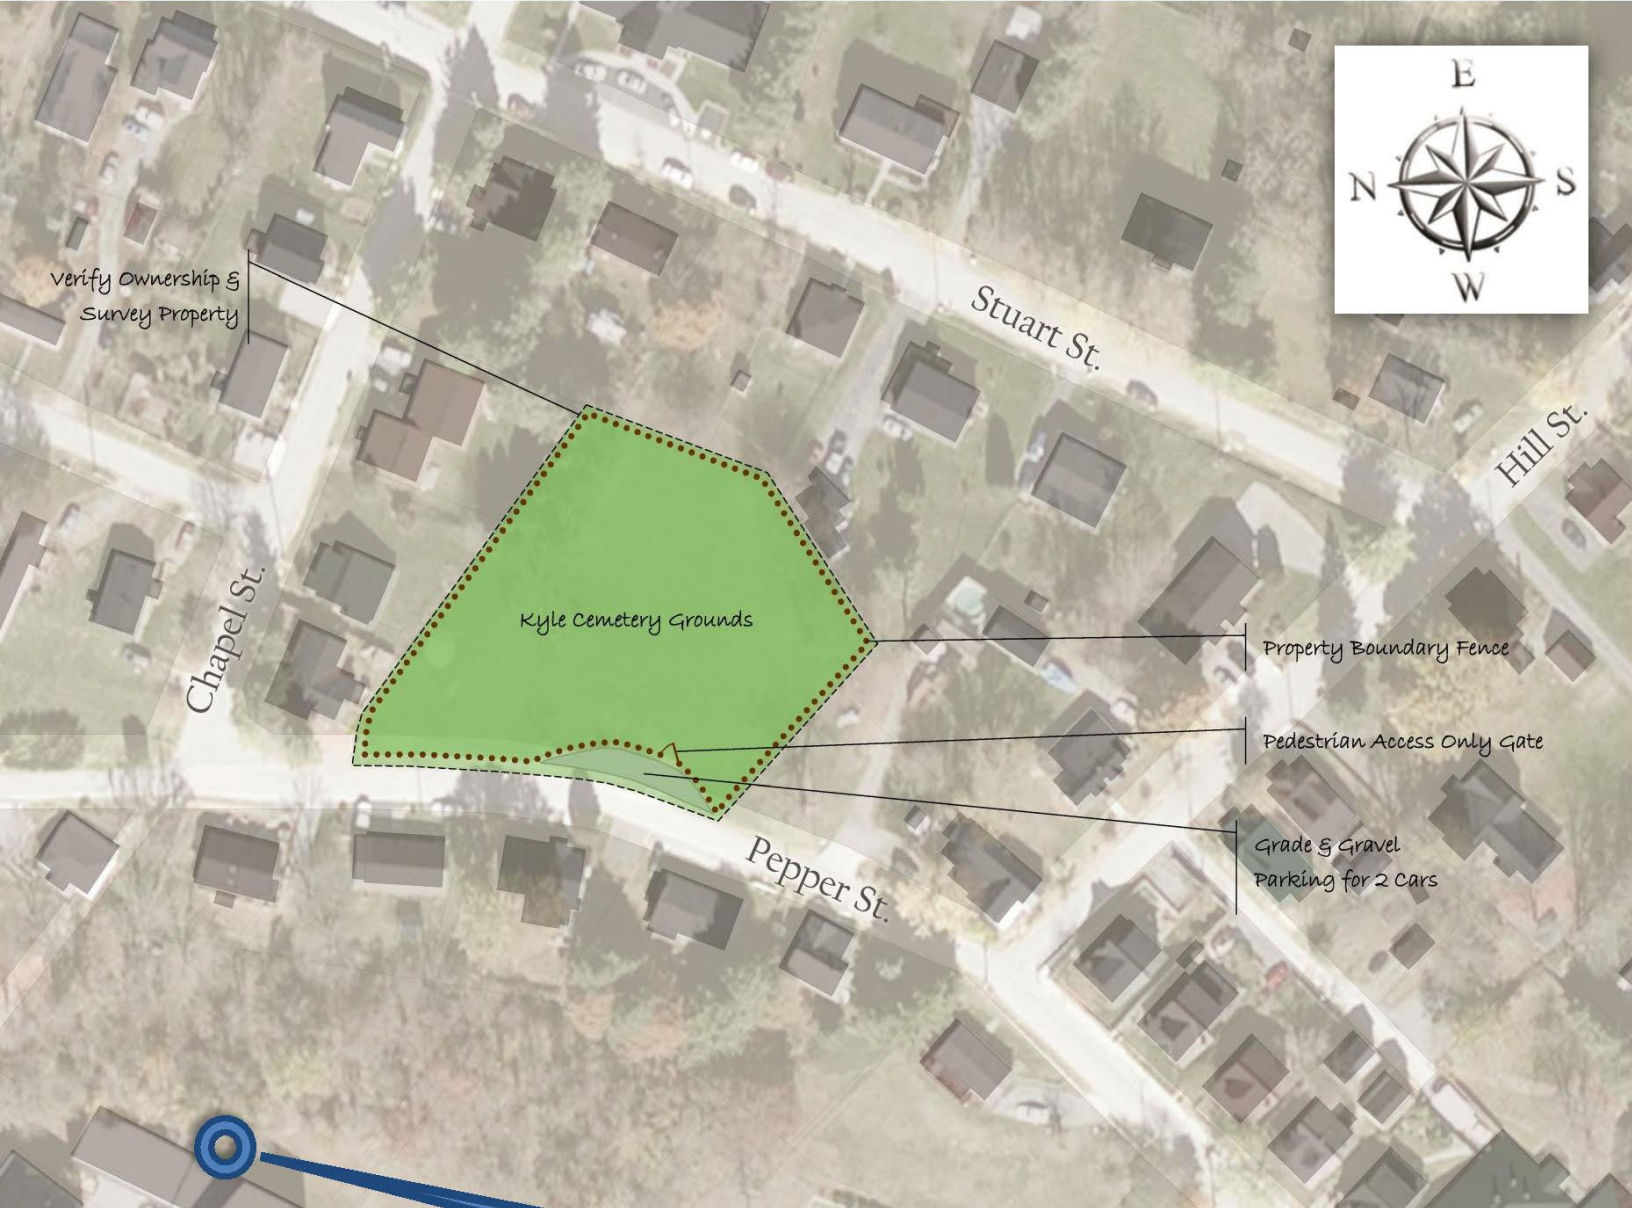 E
N
S
W
Verify Ownership &
Survey Property
Stuart St.
Hill St.
Chapel St.
Kyle Cemetery Grounds
Property Boundary Fence
Pedestrian Access Only Gate
Grade & Gravel
Parking for 2 Cars
Pepper St.